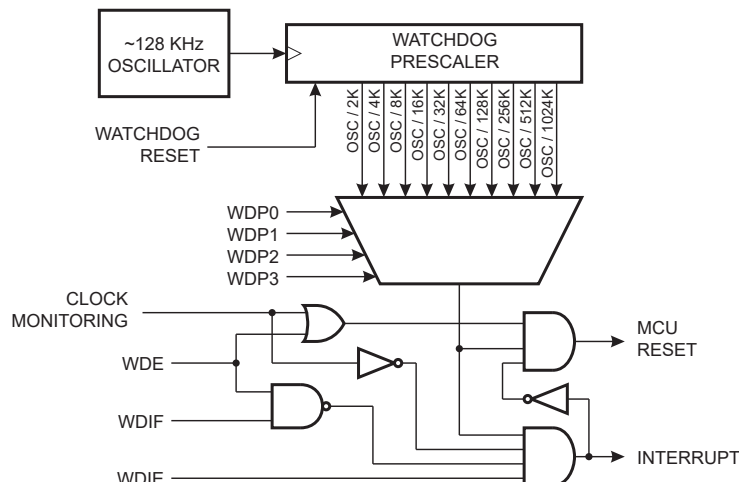 ~128 KHz
OSCILLATOR
WATCHDOG
PRESCALER
WATCHDOG
RESET
OSC / 2K
OSC / 4K
OSC / 8K
OSC / 16K
OSC / 32K
OSC / 64K
OSC / 128K
OSC / 256K
OSC / 512K
OSC / 1024K
WDP0
WDP1
WDP2
WDP3
CLOCK
MONITORING
MCU
RESET
WDE
WDIF
INTERRUPT
WDIE